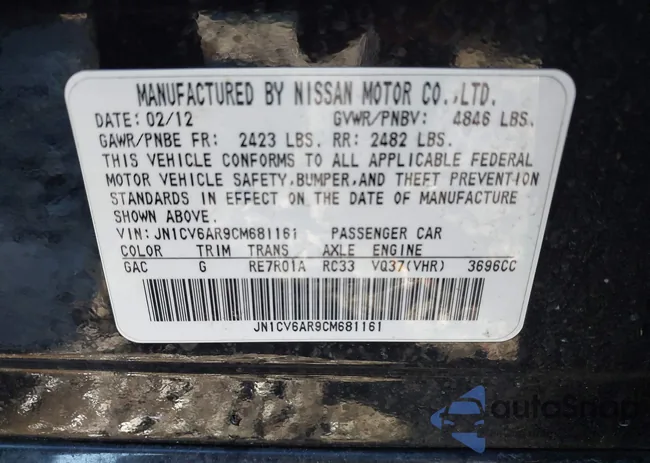 MANUFACTURED BY NISSAN MOTOR CO.,LTD.
DATE: 02/12 GVWR/PNBV: 4846 LBS.
GAWR/PNBE FR: 2423 LBS. RR: 2482 LBS.
THIS VEHICLE CONFORMS TO ALL APPLICABLE FEDERAL
MOTOR VEHICLE SAFETY,BUMPER,AND THEFT PREVENTION
STANDARDS IN EFFECT ON THE DATE OF MANUFACTURE
SHOWN ABOVE.
VIN: JN1CV6AR9CM681161 PASSENGER CAR
COLOR TRIM TRANS AXLE ENGINE
GAC G RE7R01A RC33 VQ37(VHR) 3696CC
JN1CV6AR9CM681161
autoSnap